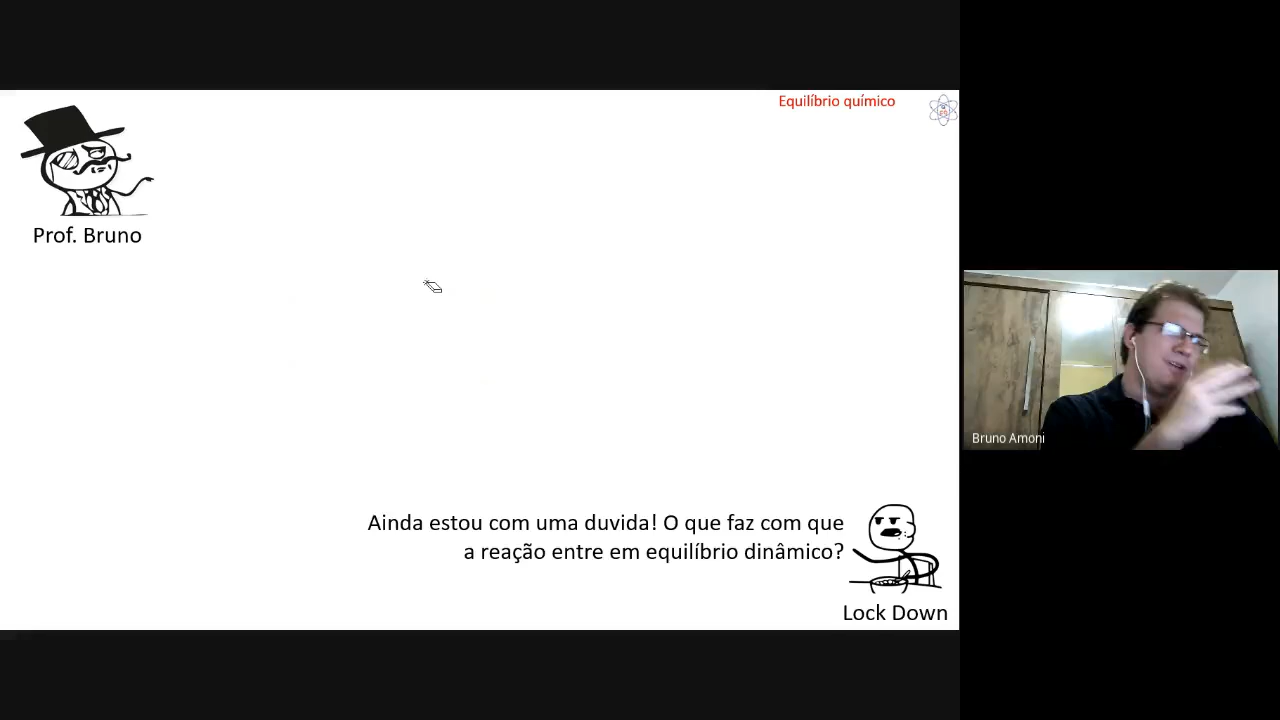 Equilíbrio químico
Prof. Bruno
Bruno Amoni
Ainda estou com uma duvida! O que faz com que
a reação entre em equilíbrio dinâmico?
Lock Down